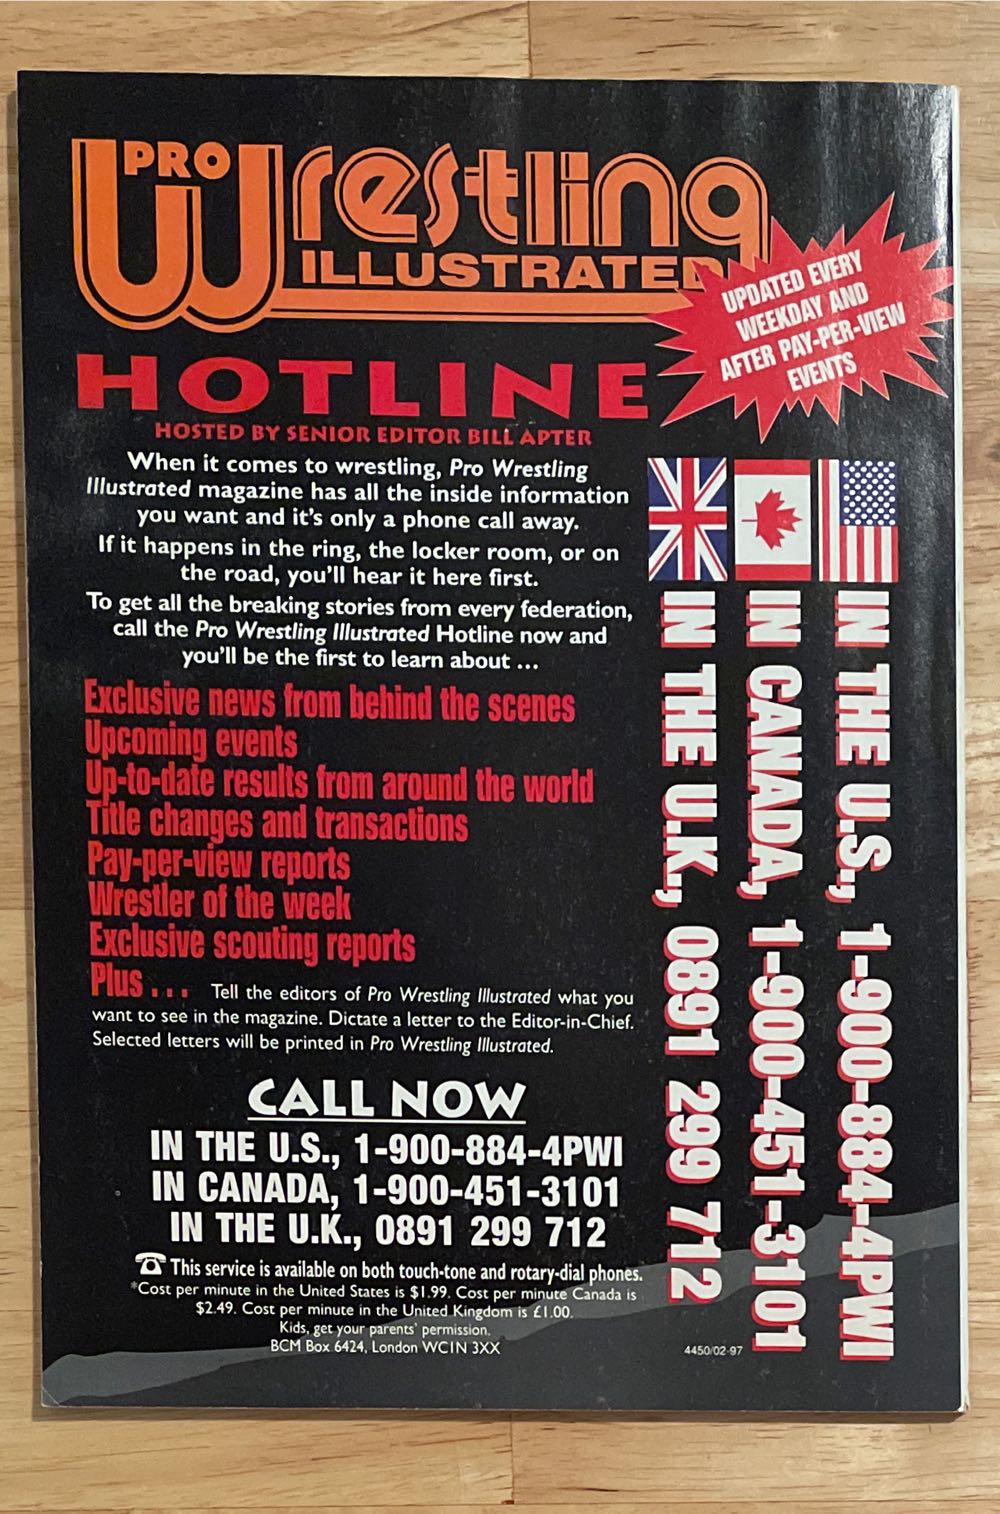 PRO Wrestling
ILLUSTRATED
UPDATED EVERY
WEEKDAY AND
AFTER PAY-PER-VIEW
EVENTS
HOTLINE
HOSTED BY SENIOR EDITOR BILL APTER
When it comes to wrestling, Pro Wrestling
Illustrated magazine has all the inside information
you want and it's only a phone call away.
If it happens in the ring, the locker room, or on
the road, you'll hear it here first.
To get all the breaking stories from every federation,
call the Pro Wrestling Illustrated Hotline now and
you'll be the first to learn about ...
Exclusive news from behind the scenes
Upcoming events
Up-to-date results from around the world
Title changes and transactions
Pay-per-view reports
Wrestler of the week
Exclusive scouting reports
Plus . . . Tell the editors of Pro Wrestling Illustrated what you
want to see in the magazine. Dictate a letter to the Editor-in-Chief.
Selected letters will be printed in Pro Wrestling Illustrated.
CALL NOW
IN THE U.S., 1-900-884-4PWI
IN CANADA, 1-900-451-3101
IN THE U.K., 0891 299 712
☎ This service is available on both touch-tone and rotary-dial phones.
*Cost per minute in the United States is $1.99. Cost per minute Canada is
$2.49. Cost per minute in the United Kingdom is £1.00.
Kids, get your parents' permission.
BCM Box 6424, London WC1N 3XX
4450/02-97
IN THE U.S., 1-900-884-4PWI
IN CANADA, 1-900-451-3101
IN THE U.K., 0891 299 712